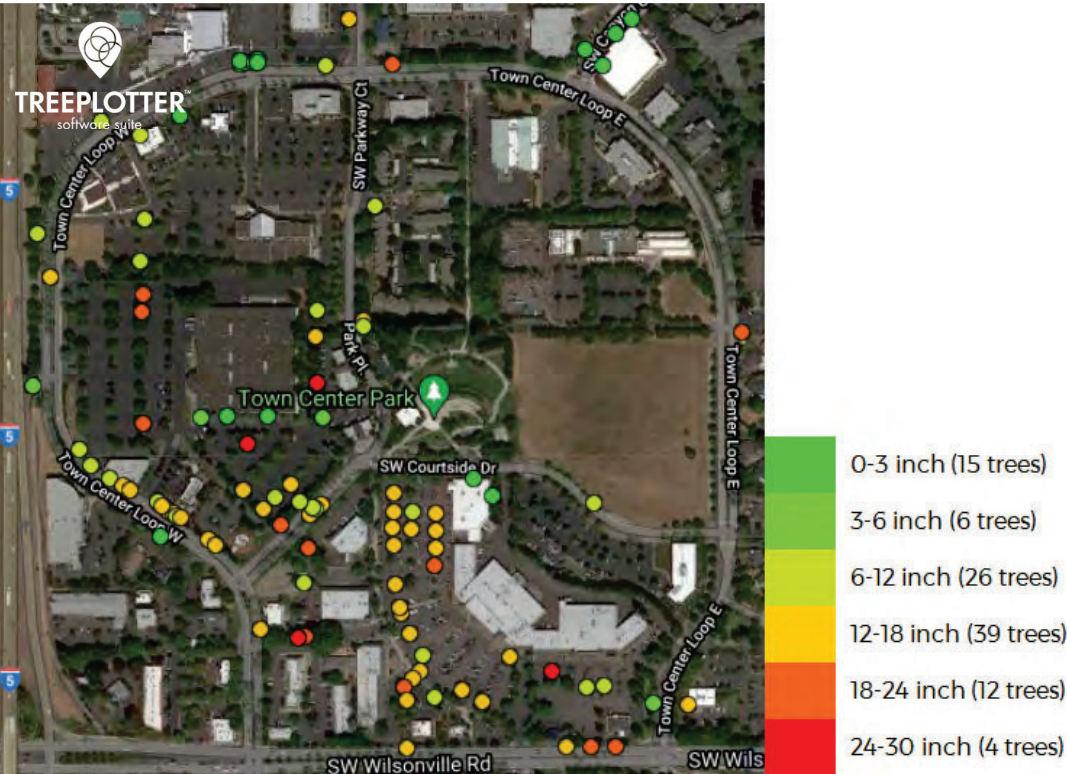 TREEPLOTTER™
software suite
SW Canyon C
Town Center Loop E
Town Center Loop W
SW Parkway Ct
5
Park Pl.
Town Center Loop E
Town Center Park
5
SW Courtside Dr
Town Center Loop W
Town Center Loop E
5
SW Wilsonville Rd
SW Wils
0-3 inch (15 trees)
3-6 inch (6 trees)
6-12 inch (26 trees)
12-18 inch (39 trees)
18-24 inch (12 trees)
24-30 inch (4 trees)